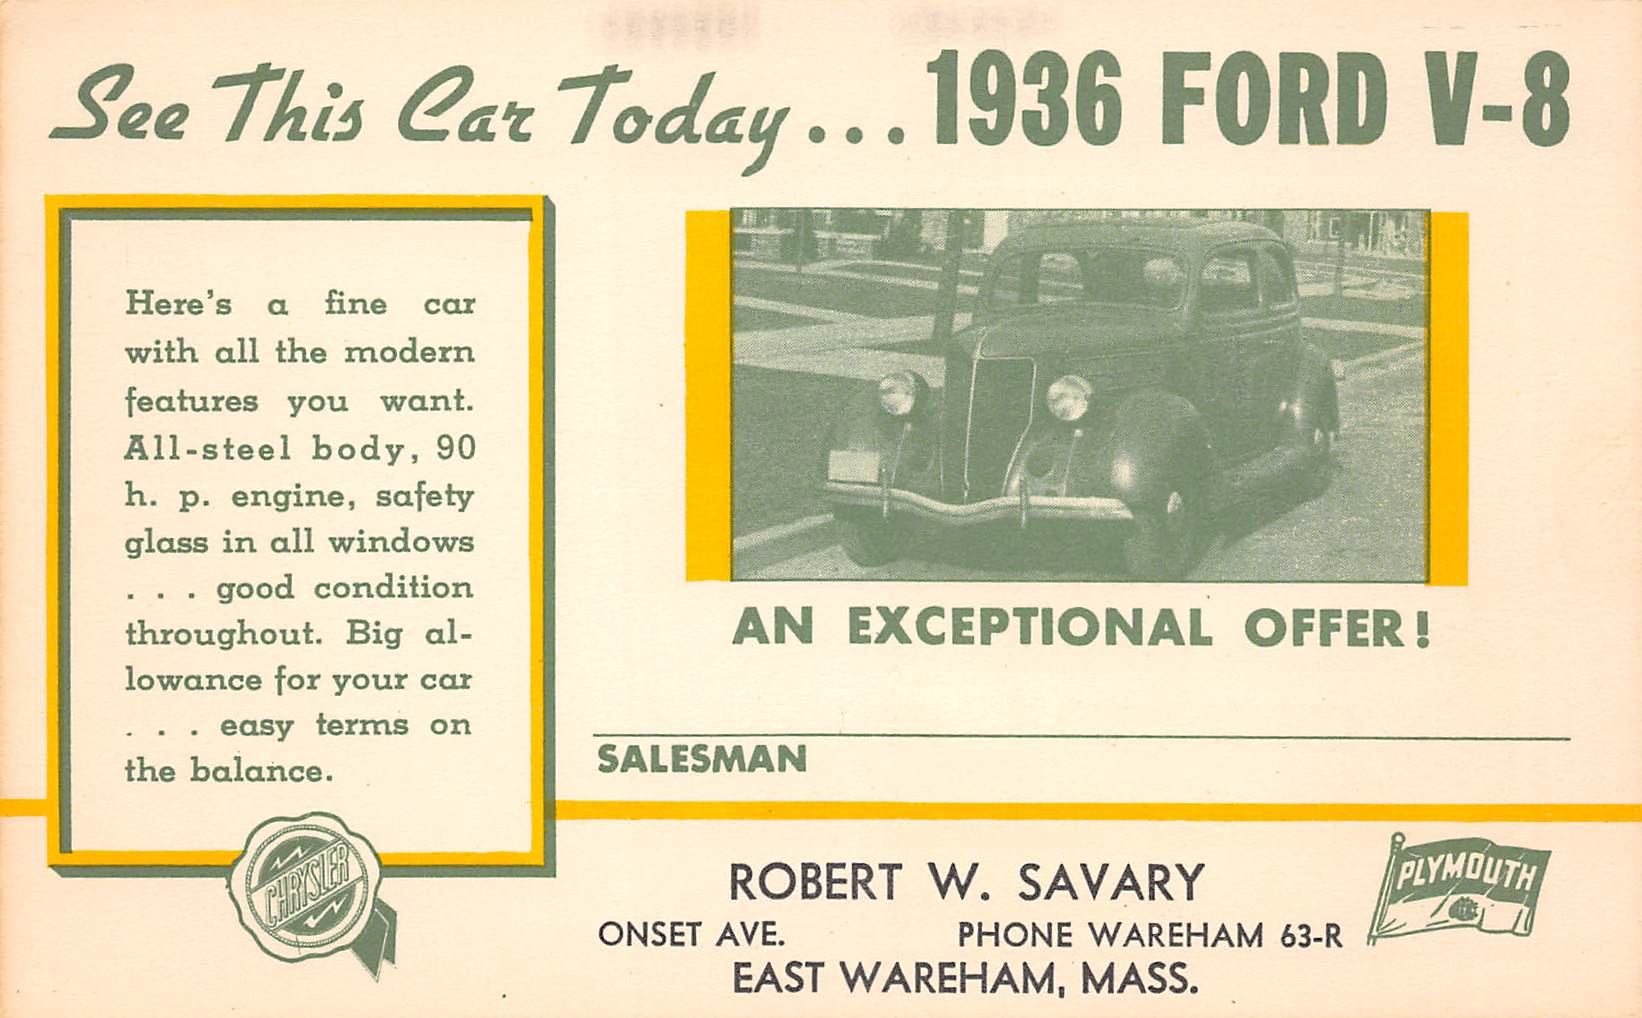 See This Car Today... 1936 FORD V-8
Here's a fine car
with all the modern
features you want.
All-steel body, 90
h. p. engine, safety
glass in all windows
. . . good condition
throughout. Big al-
lowance for your car
. . . easy terms on
the balance.
CHRYSLER
AN EXCEPTIONAL OFFER!
SALESMAN
ROBERT W. SAVARY
ONSET AVE. PHONE WAREHAM 63-R
EAST WAREHAM, MASS.
PLYMOUTH